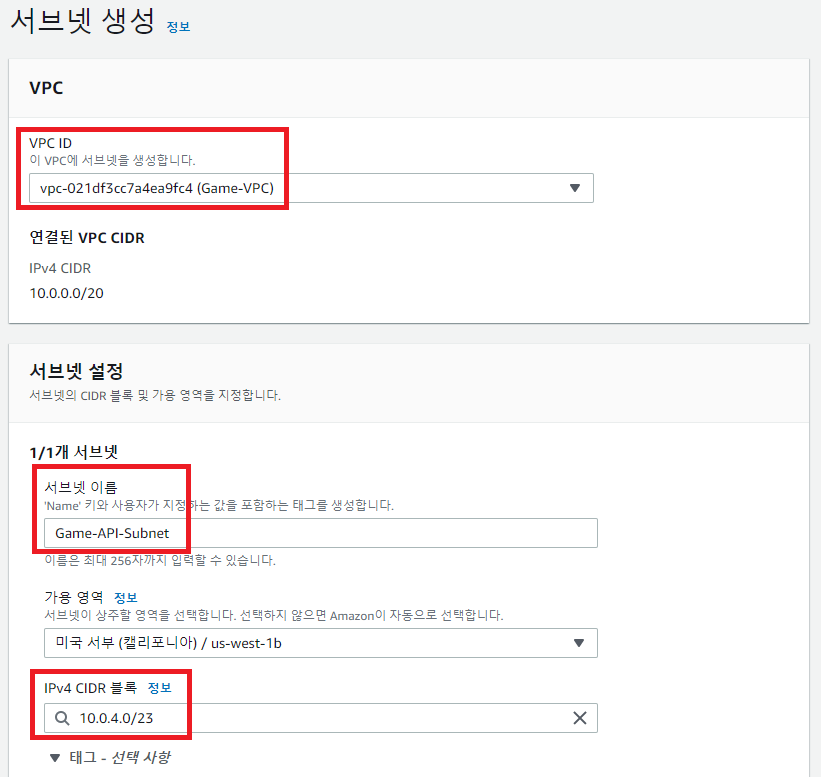 서브넷 생성 정보
VPC
VPC ID
이 VPC에 서브넷을 생성합니다.
vpc-021df3cc7a4ea9fc4 (Game-VPC)
연결된 VPC CIDR
IPv4 CIDR
10.0.0.0/20
서브넷 설정
서브넷의 CIDR 블록 및 가용 영역을 지정합니다.
1/1개 서브넷
서브넷 이름
'Name' 키와 사용자가 지정하는 값을 포함하는 태그를 생성합니다.
Game-API-Subnet
이름은 최대 256자까지 입력할 수 있습니다.
가용 영역 정보
서브넷이 상주할 영역을 선택합니다. 선택하지 않으면 Amazon이 자동으로 선택합니다.
미국 서부 (캘리포니아) / us-west-1b
IPv4 CIDR 블록 정보
10.0.4.0/23
태그 - 선택 사항